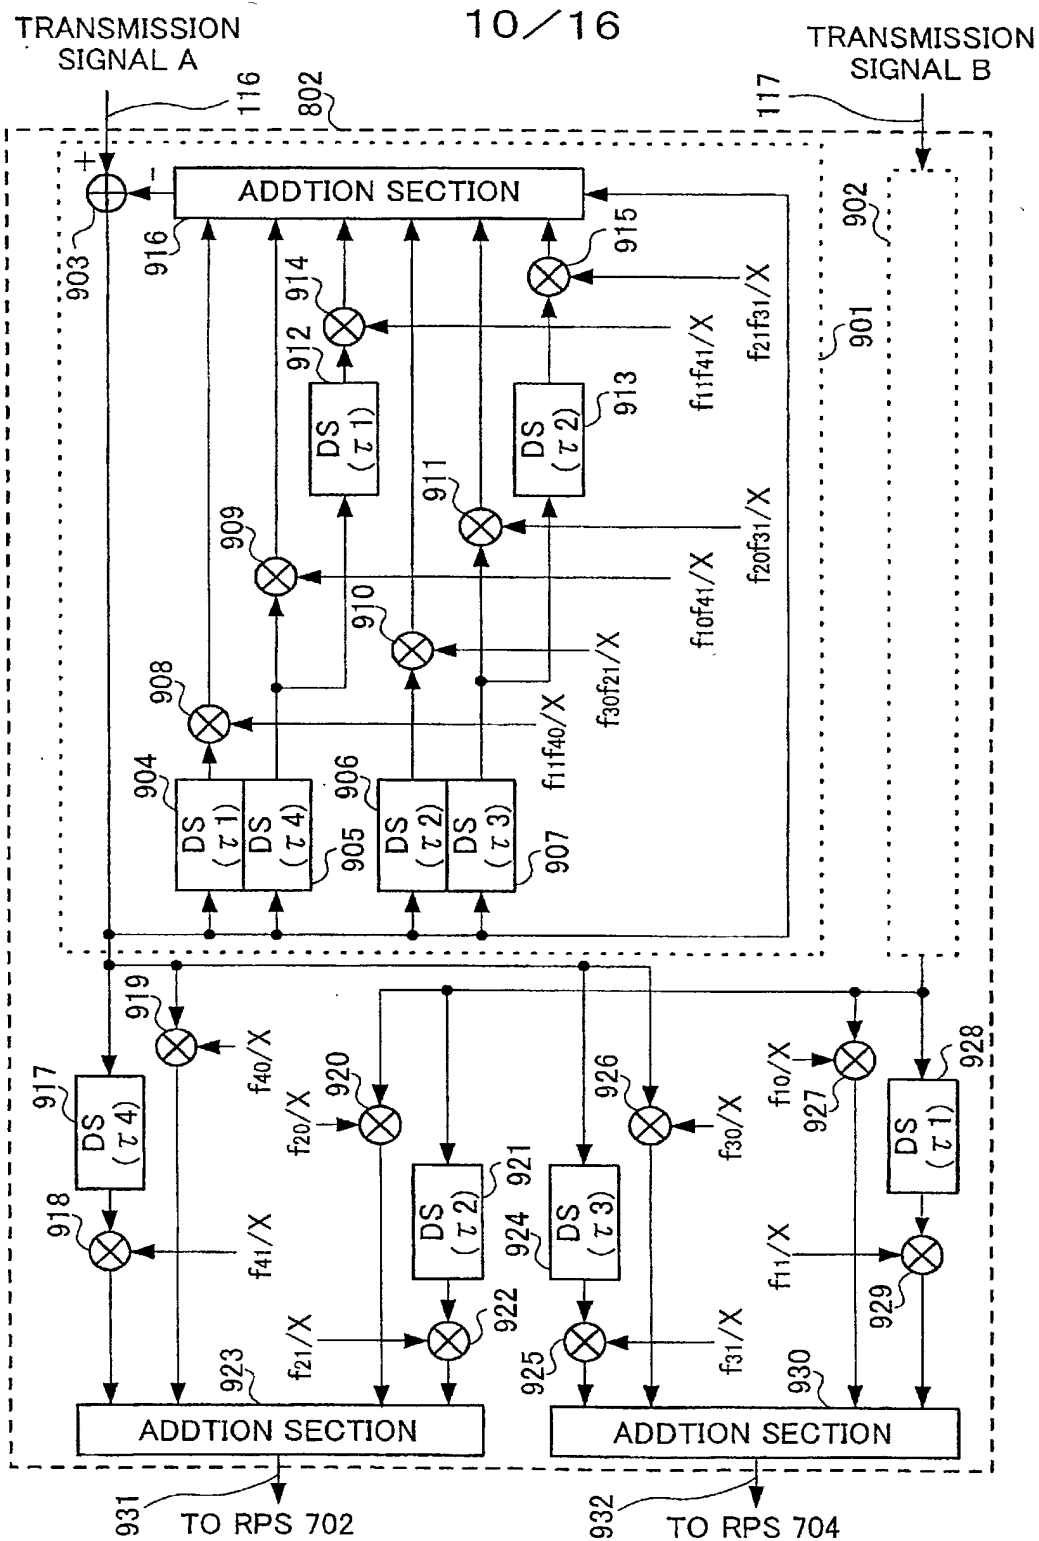 10/16
TRANSMISSION
SIGNAL A
TRANSMISSION
SIGNAL B
116
802
117
+
-
903
ADDTION SECTION
916
902
915
914
912
DS
(τ1)
f21f31/X
f11f41/X
901
DS
(τ2)
913
911
909
910
f20f31/X
f10f41/X
f30f21/X
908
f11f40/X
904
DS
(τ1)
DS
(τ4)
905
906
DS
(τ2)
DS
(τ3)
907
919
917
DS
(τ4)
f40/X
920
f20/X
926
f30/X
f10/X
927
928
DS
(τ1)
918
f41/X
921
DS
(τ2)
924
DS
(τ3)
f11/X
929
f21/X
922
925
f31/X
923
ADDTION SECTION
930
ADDTION SECTION
931
TO RPS 702
932
TO RPS 704